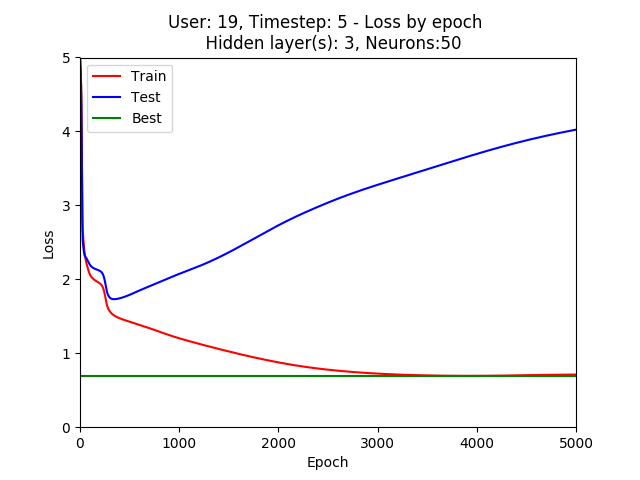 User: 19, Timestep: 5 - Loss by epoch
Hidden layer(s): 3, Neurons:50
Train
Test
Best
5
4
3
2
1
0
Loss
0 1000 2000 3000 4000 5000
Epoch